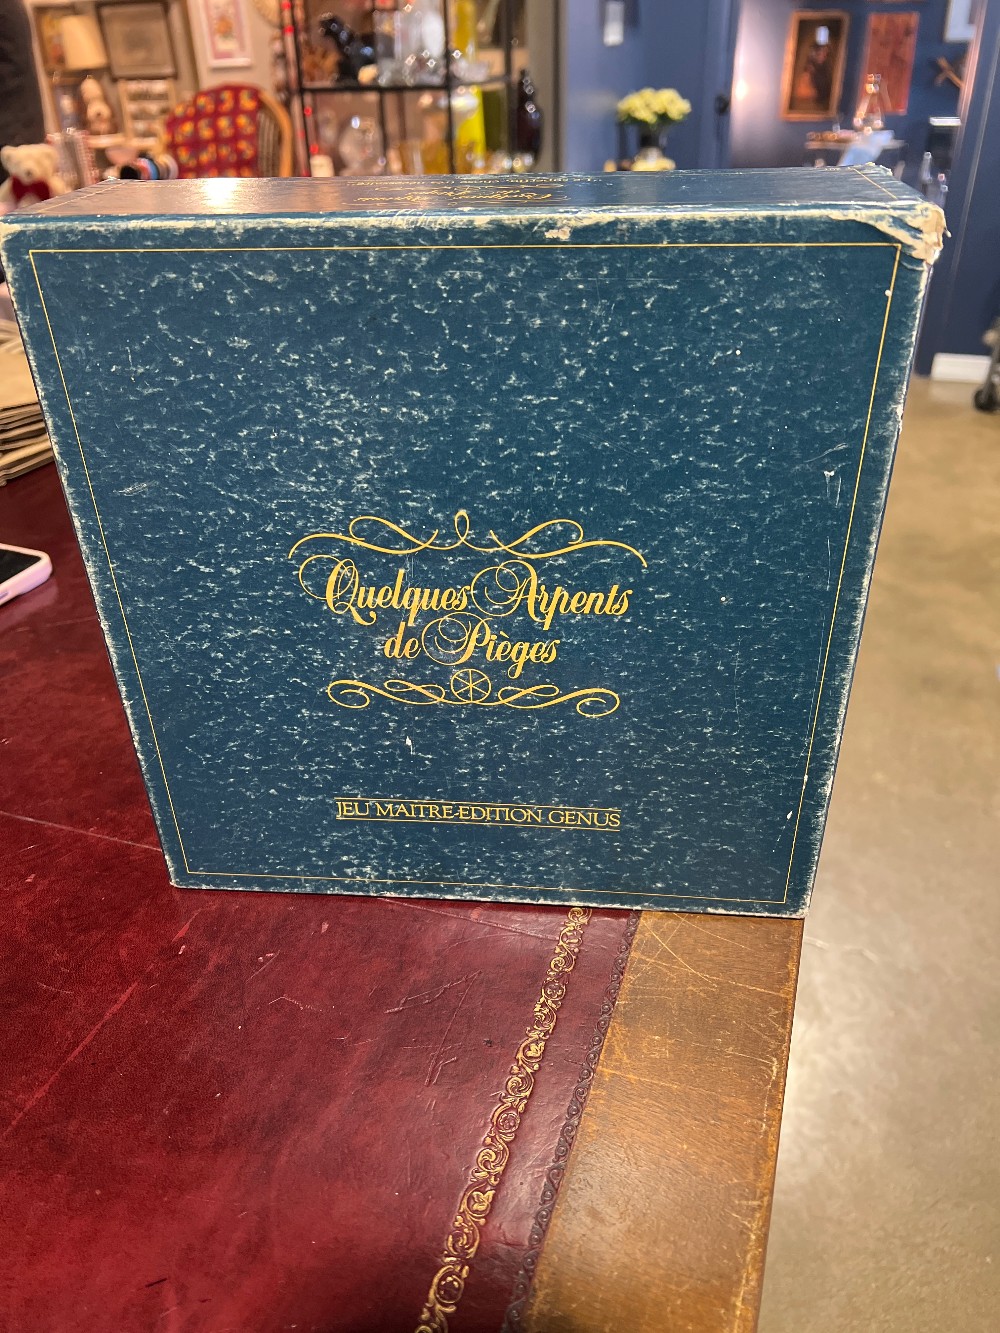 Quelques Arpents
de Pièges
JEU MAITRE-EDITION GENUS